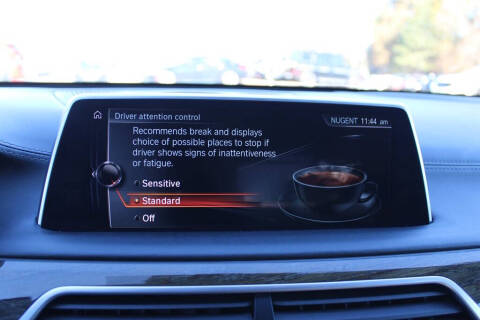 Driver attention control
NUGENT 11:44 am
Recommends break and displays
choice of possible places to stop if
driver shows signs of inattentiveness
or fatigue.
Sensitive
Standard
Off